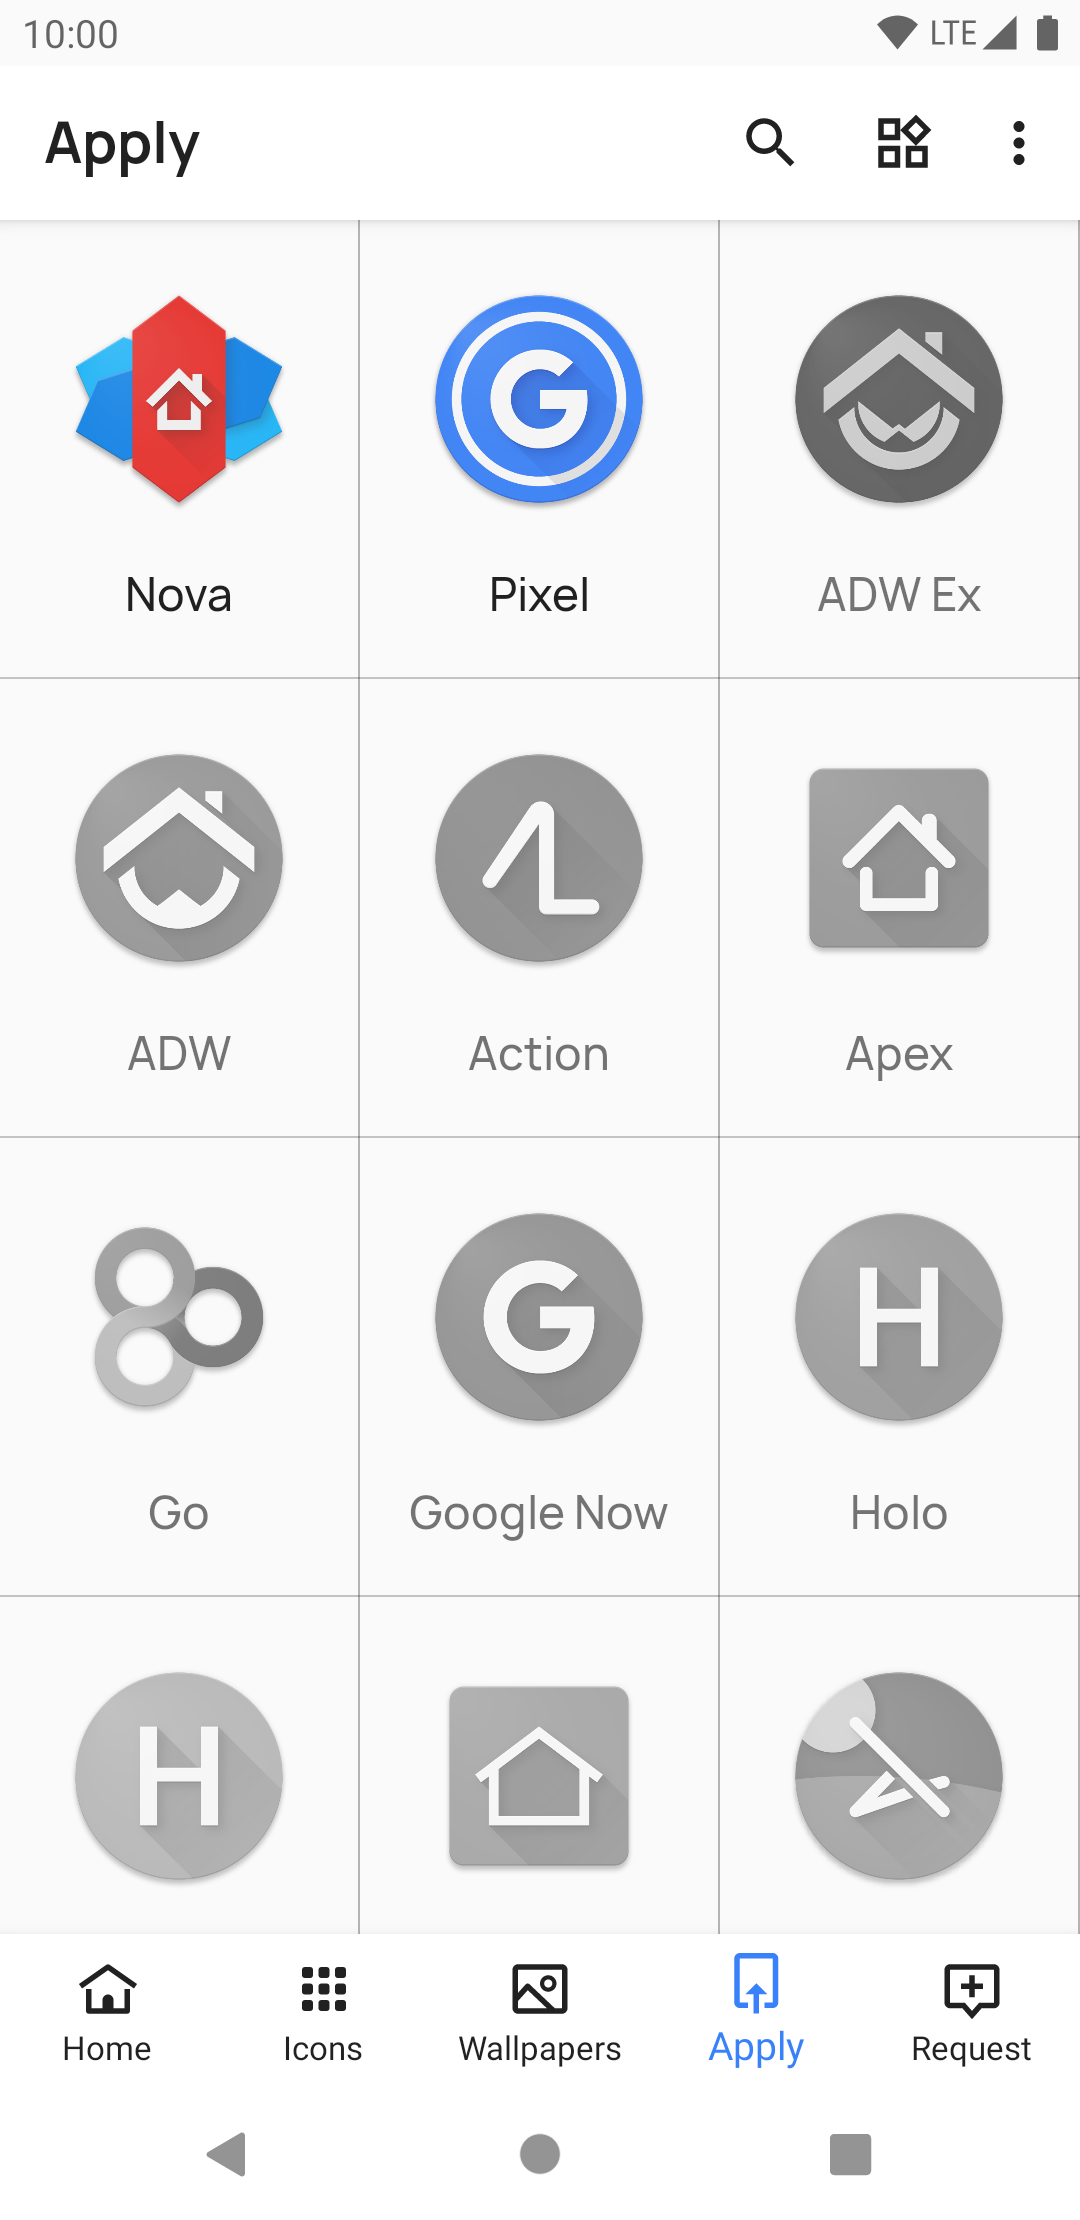 10:00 LTE
Apply
Nova Pixel ADW Ex
ADW Action Apex
Go Google Now Holo
Home Icons Wallpapers Apply Request